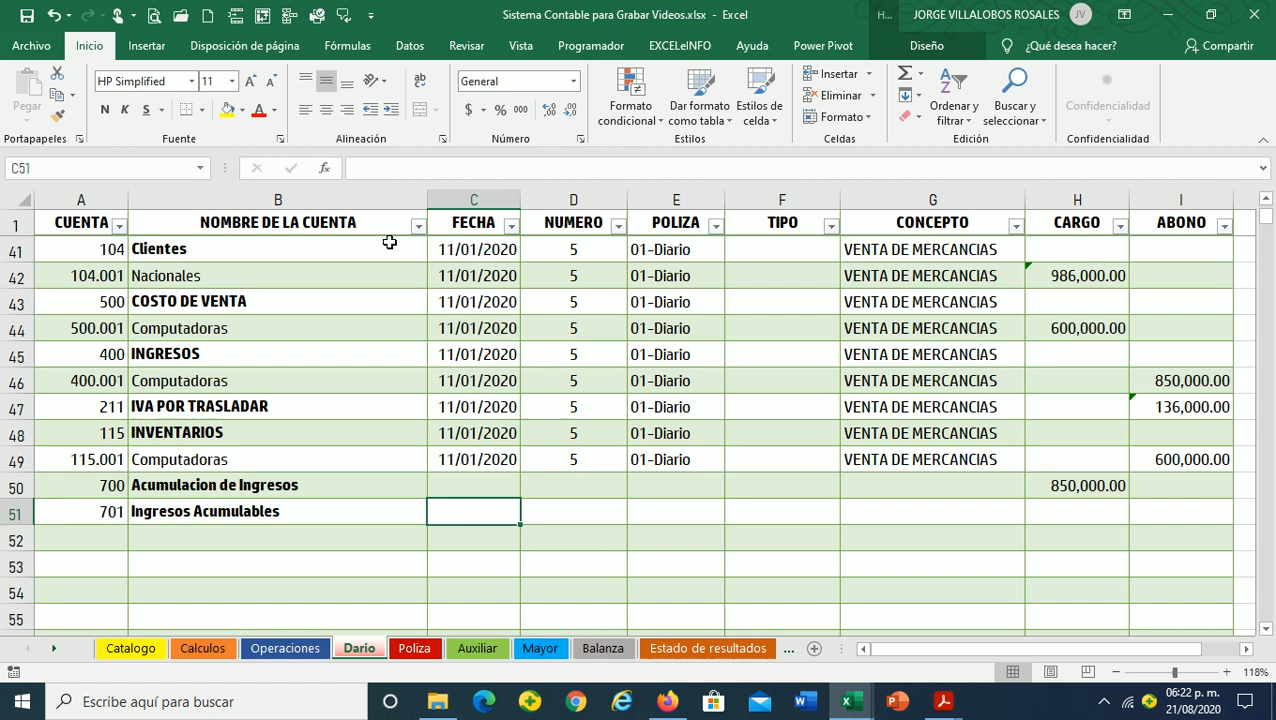 Sistema Contable para Grabar Videos.xlsx - Excel
H... JORGE VILLALOBOS ROSALES JV
Archivo Inicio Insertar Disposición de página Fórmulas Datos Revisar Vista Programador EXCELeINFO Ayuda Power Pivot Diseño ¿Qué desea hacer? Compartir
Pegar
HP Simplified 11
N K S
General
$ % 000
Formato condicional
Dar formato como tabla
Estilos de celda
Insertar
Eliminar
Formato
Ordenar y filtrar
Buscar y seleccionar
Confidencialidad
Portapapeles Fuente Alineación Número Estilos Celdas Edición Confidencialidad
C51 fx
A B C D E F G H I
1 CUENTA NOMBRE DE LA CUENTA FECHA NUMERO POLIZA TIPO CONCEPTO CARGO ABONO
41 104 Clientes 11/01/2020 5 01-Diario VENTA DE MERCANCIAS
42 104.001 Nacionales 11/01/2020 5 01-Diario VENTA DE MERCANCIAS 986,000.00
43 500 COSTO DE VENTA 11/01/2020 5 01-Diario VENTA DE MERCANCIAS
44 500.001 Computadoras 11/01/2020 5 01-Diario VENTA DE MERCANCIAS 600,000.00
45 400 INGRESOS 11/01/2020 5 01-Diario VENTA DE MERCANCIAS
46 400.001 Computadoras 11/01/2020 5 01-Diario VENTA DE MERCANCIAS 850,000.00
47 211 IVA POR TRASLADAR 11/01/2020 5 01-Diario VENTA DE MERCANCIAS 136,000.00
48 115 INVENTARIOS 11/01/2020 5 01-Diario VENTA DE MERCANCIAS
49 115.001 Computadoras 11/01/2020 5 01-Diario VENTA DE MERCANCIAS 600,000.00
50 700 Acumulacion de Ingresos 850,000.00
51 701 Ingresos Acumulables
52
53
54
55
Catalogo Calculos Operaciones Dario Poliza Auxiliar Mayor Balanza Estado de resultados ...
118%
Escribe aquí para buscar
06:22 p. m.
21/08/2020